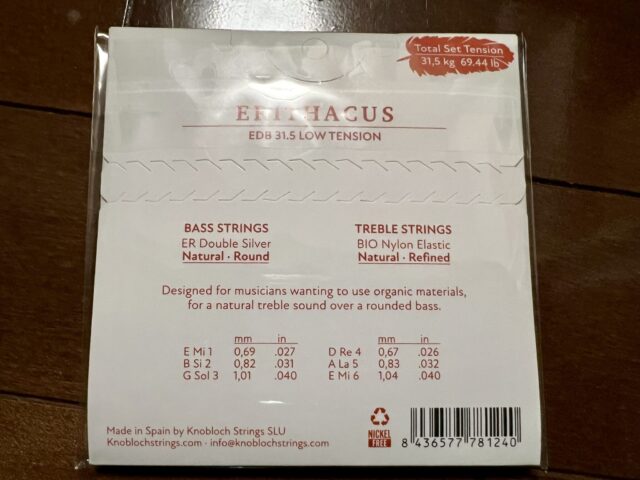 Total Set Tension
31,5 kg 69.44 lb
ERITHACUS
EDB 31.5 LOW TENSION
BASS STRINGS
ER Double Silver
Natural · Round
TREBLE STRINGS
BIO Nylon Elastic
Natural · Refined
Designed for musicians wanting to use organic materials,
for a natural treble sound over a rounded bass.
mm in
E Mi 1 0,69 .027
B Si 2 0,82 .031
G Sol 3 1,01 .040
mm in
D Re 4 0,67 .026
A La 5 0,83 .032
E Mi 6 1,04 .040
Made in Spain by Knobloch Strings SLU
Knoblochstrings.com · info@knoblochstrings.com
NICKEL
FREE
8 436577 781240